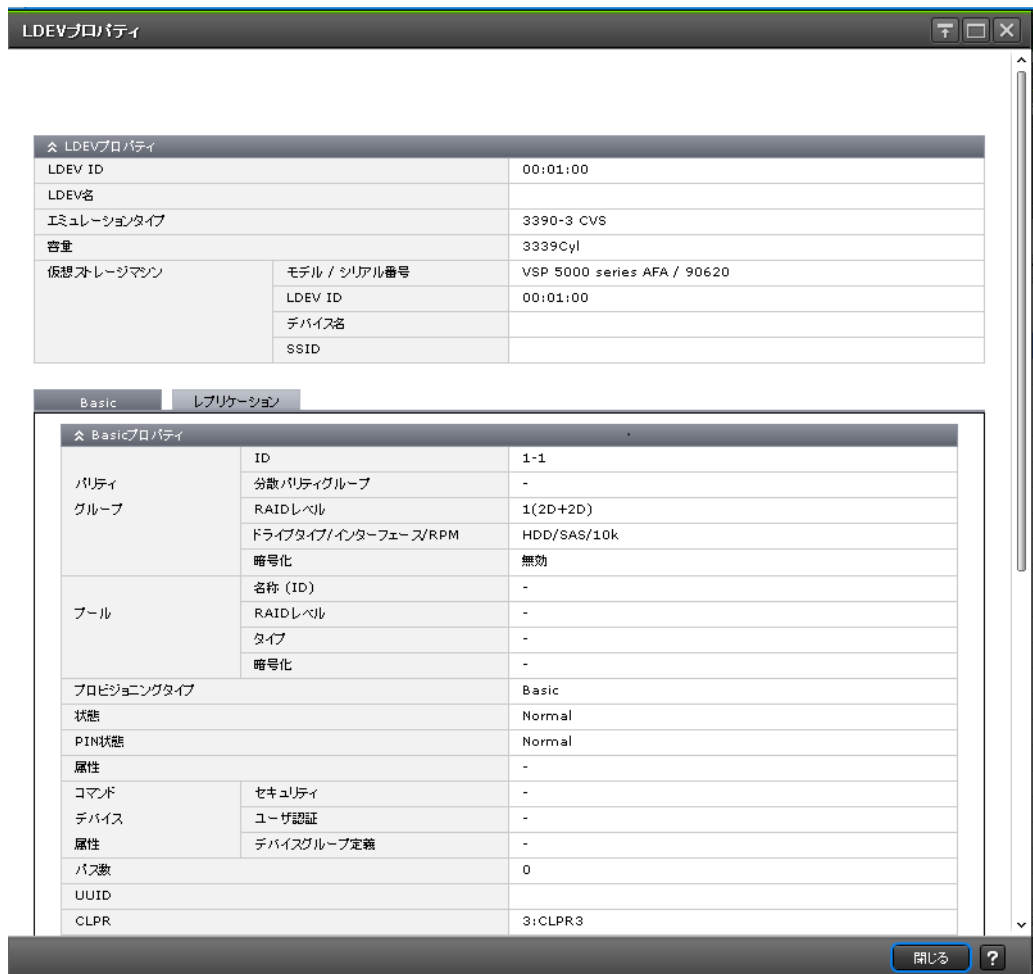 LDEVプロパティ
LDEVプロパティ
LDEV ID 00:01:00
LDEV名
エミュレーションタイプ 3390-3 CVS
容量 3339Cyl
仮想ストレージマシン モデル / シリアル番号 VSP 5000 series AFA / 90620
LDEV ID 00:01:00
デバイス名
SSID
Basic レプリケーション
Basicプロパティ
ID 1-1
パリティ 分散パリティグループ -
グループ RAIDレベル 1(2D+2D)
ドライブタイプ/インターフェース/RPM HDD/SAS/10k
暗号化 無効
名称 (ID) -
プール RAIDレベル -
タイプ -
暗号化 -
プロビジョニングタイプ Basic
状態 Normal
PIN状態 Normal
属性 -
コマンド セキュリティ -
デバイス ユーザ認証 -
属性 デバイスグループ定義 -
パス数 0
UUID
CLPR 3:CLPR3
閉じる ?